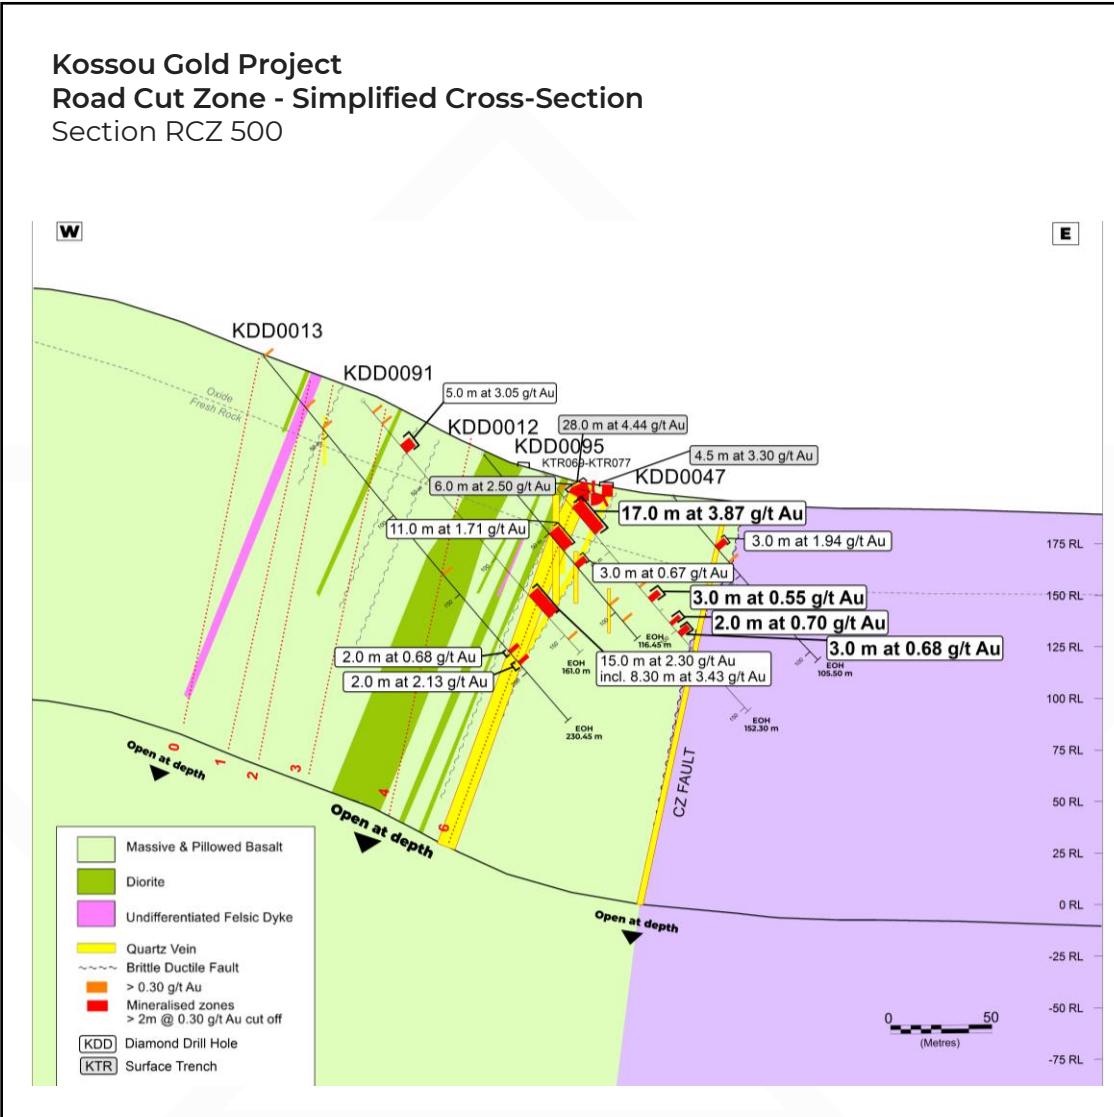 Kossou Gold Project
Road Cut Zone - Simplified Cross-Section
Section RCZ 500
W
E
KDD0013
KDD0091
5.0 m at 3.05 g/t Au
Oxide
Fresh Rock
KDD0012
28.0 m at 4.44 g/t Au
KDD0095
KTR069-KTR077
4.5 m at 3.30 g/t Au
KDD0047
6.0 m at 2.50 g/t Au
17.0 m at 3.87 g/t Au
11.0 m at 1.71 g/t Au
3.0 m at 1.94 g/t Au
175 RL
3.0 m at 0.67 g/t Au
3.0 m at 0.55 g/t Au
150 RL
2.0 m at 0.70 g/t Au
EOH
116.45 m
3.0 m at 0.68 g/t Au
125 RL
2.0 m at 0.68 g/t Au
EOH
161.0 m
15.0 m at 2.30 g/t Au
incl. 8.30 m at 3.43 g/t Au
100
EOH
105.50 m
2.0 m at 2.13 g/t Au
100 RL
150
EOH
152.30 m
EOH
230.45 m
0
1
2
3
4
6
Open at depth
75 RL
CZ FAULT
50 RL
Open at depth
25 RL
0 RL
Open at depth
-25 RL
-50 RL
-75 RL
Massive & Pillowed Basalt
Diorite
Undifferentiated Felsic Dyke
Quartz Vein
Brittle Ductile Fault
> 0.30 g/t Au
Mineralised zones
> 2m @ 0.30 g/t Au cut off
KDD Diamond Drill Hole
KTR Surface Trench
0 50
(Metres)